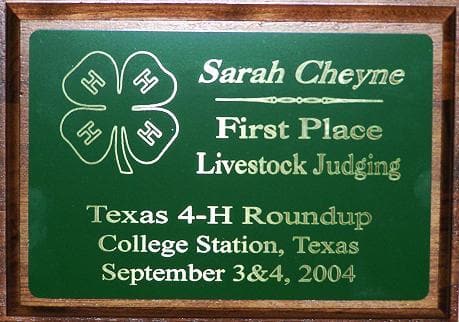 H H
H H
Sarah Cheyne
First Place
Livestock Judging
Texas 4-H Roundup
College Station, Texas
September 3&4, 2004